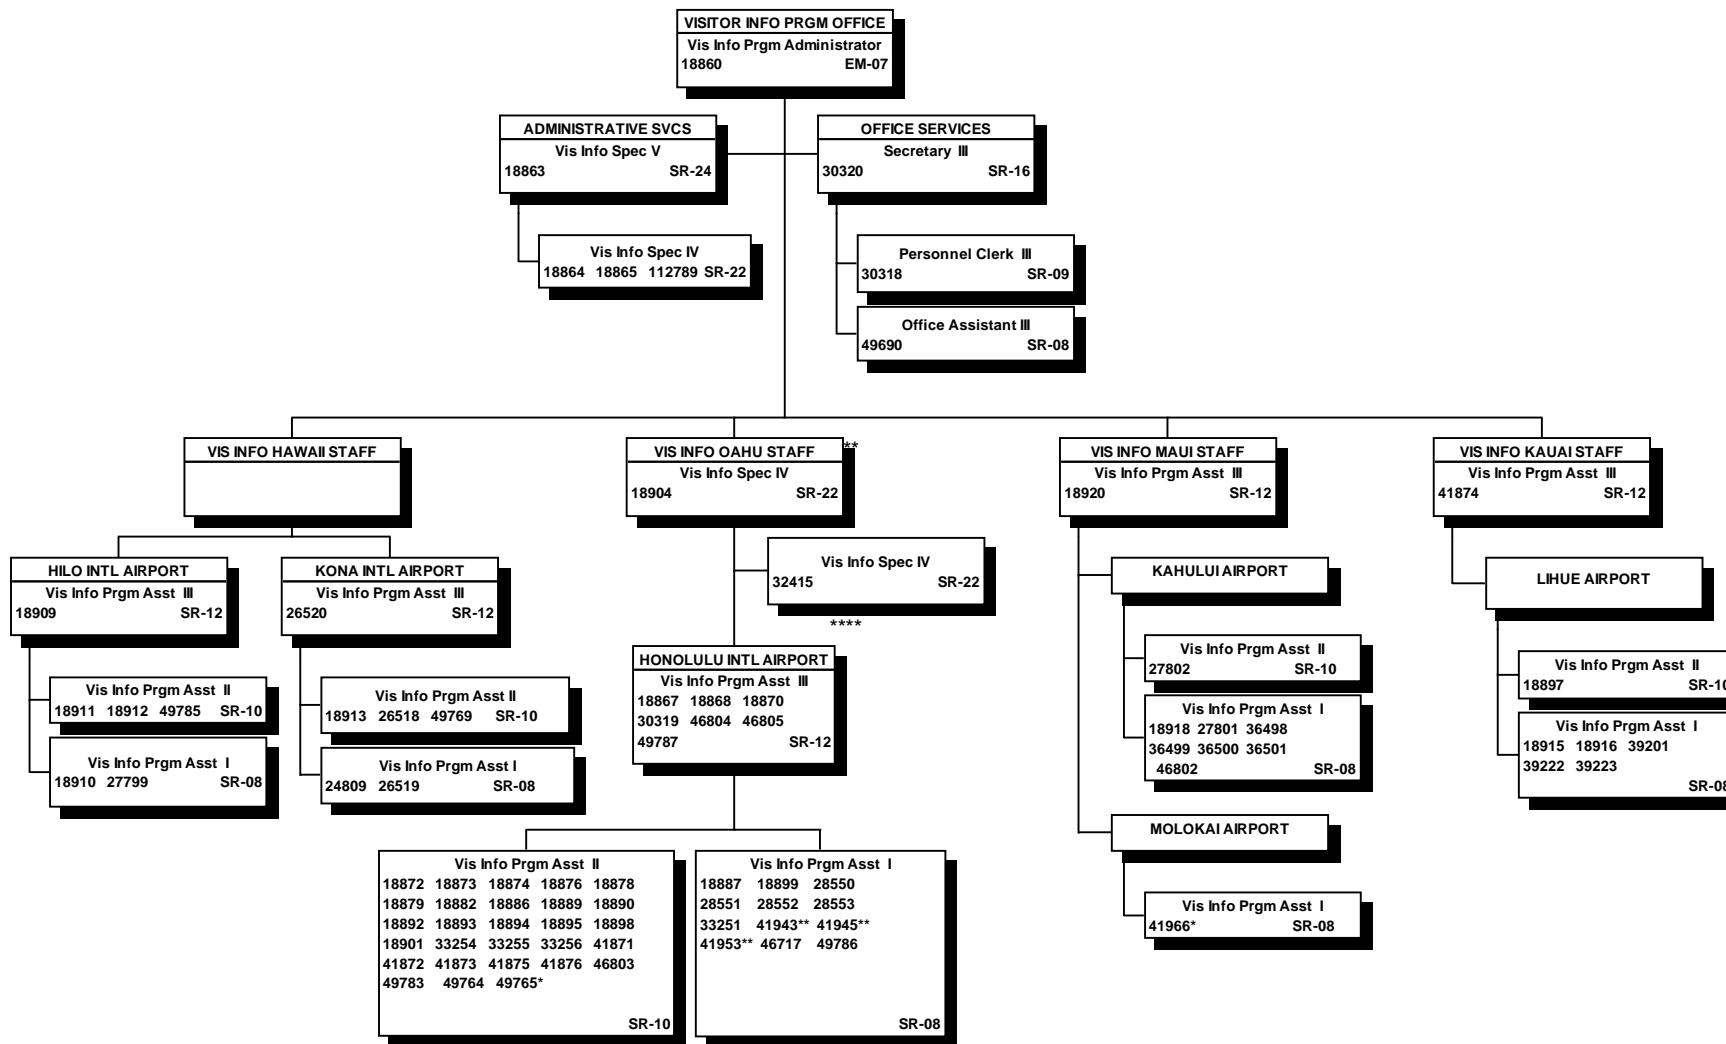 VISITOR INFO PRGM OFFICE
Vis Info Prgm Administrator
18860 EM-07
ADMINISTRATIVE SVCS
Vis Info Spec V
18863 SR-24
OFFICE SERVICES
Secretary III
30320 SR-16
Vis Info Spec IV
18864 18865 112789 SR-22
Personnel Clerk III
30318 SR-09
Office Assistant III
49690 SR-08
VIS INFO HAWAII STAFF
VIS INFO OAHU STAFF
**
Vis Info Spec IV
18904 SR-22
VIS INFO MAUI STAFF
Vis Info Prgm Asst III
18920 SR-12
VIS INFO KAUAI STAFF
Vis Info Prgm Asst III
41874 SR-12
HILO INTL AIRPORT
Vis Info Prgm Asst III
18909 SR-12
KONA INTL AIRPORT
Vis Info Prgm Asst III
26520 SR-12
Vis Info Spec IV
32415 SR-22
****
KAHULUI AIRPORT
LIHUE AIRPORT
Vis Info Prgm Asst II
18911 18912 49785 SR-10
Vis Info Prgm Asst I
18910 27799 SR-08
Vis Info Prgm Asst II
18913 26518 49769 SR-10
Vis Info Prgm Asst I
24809 26519 SR-08
HONOLULU INTL AIRPORT
Vis Info Prgm Asst III
18867 18868 18870
30319 46804 46805
49787 SR-12
Vis Info Prgm Asst II
27802 SR-10
Vis Info Prgm Asst I
18918 27801 36498
36499 36500 36501
46802 SR-08
Vis Info Prgm Asst II
18897 SR-10
Vis Info Prgm Asst I
18915 18916 39201
39222 39223
SR-08
MOLOKAI AIRPORT
Vis Info Prgm Asst I
41966* SR-08
Vis Info Prgm Asst II
18872 18873 18874 18876 18878
18879 18882 18886 18889 18890
18892 18893 18894 18895 18898
18901 33254 33255 33256 41871
41872 41873 41875 41876 46803
49783 49764 49765*
SR-10
Vis Info Prgm Asst I
18887 18899 28550
28551 28552 28553
33251 41943** 41945**
41953** 46717 49786
SR-08